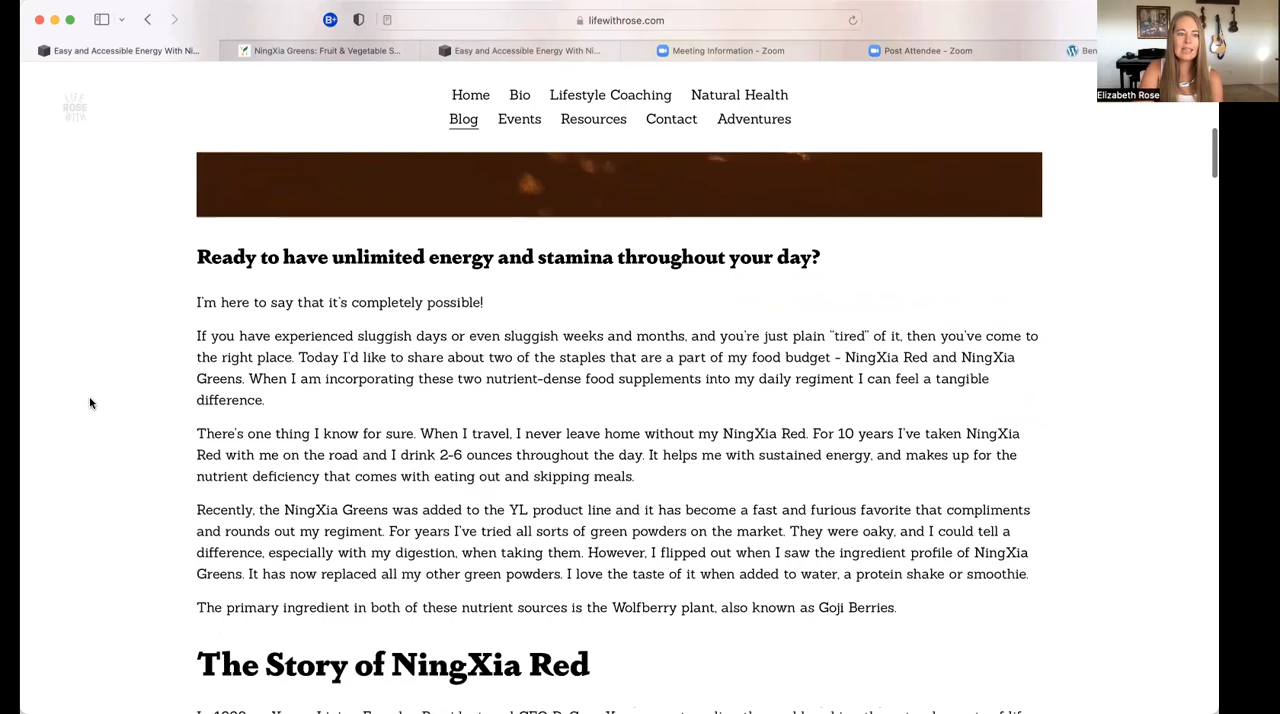 lifewithrose.com
Easy and Accessible Energy With Ni...
NingXia Greens: Fruit & Vegetable S...
Easy and Accessible Energy With Ni...
Meeting Information - Zoom
Post Attendee - Zoom
Ben
Elizabeth Rose
LIFE
ROSE
WITH
Home Bio Lifestyle Coaching Natural Health
Blog Events Resources Contact Adventures
Ready to have unlimited energy and stamina throughout your day?
I'm here to say that it's completely possible!
If you have experienced sluggish days or even sluggish weeks and months, and you're just plain "tired" of it, then you've come to
the right place. Today I'd like to share about two of the staples that are a part of my food budget - NingXia Red and NingXia
Greens. When I am incorporating these two nutrient-dense food supplements into my daily regiment I can feel a tangible
difference.
There's one thing I know for sure. When I travel, I never leave home without my NingXia Red. For 10 years I've taken NingXia
Red with me on the road and I drink 2-6 ounces throughout the day. It helps me with sustained energy, and makes up for the
nutrient deficiency that comes with eating out and skipping meals.
Recently, the NingXia Greens was added to the YL product line and it has become a fast and furious favorite that compliments
and rounds out my regiment. For years I've tried all sorts of green powders on the market. They were oaky, and I could tell a
difference, especially with my digestion, when taking them. However, I flipped out when I saw the ingredient profile of NingXia
Greens. It has now replaced all my other green powders. I love the taste of it when added to water, a protein shake or smoothie.
The primary ingredient in both of these nutrient sources is the Wolfberry plant, also known as Goji Berries.
The Story of NingXia Red